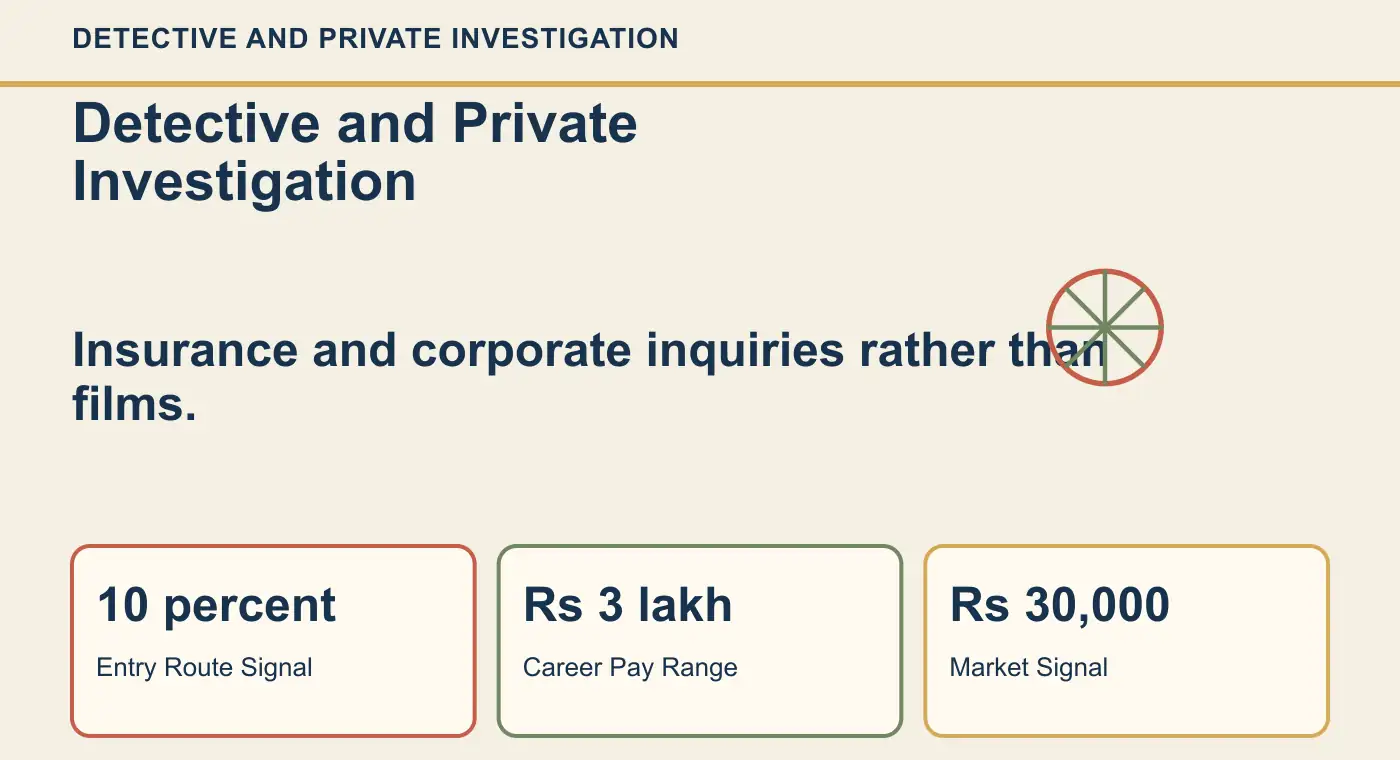 DETECTIVE AND PRIVATE INVESTIGATION
Detective and Private
Investigation
Insurance and corporate inquiries rather than
films.
10 percent
Entry Route Signal
Rs 3 lakh
Career Pay Range
Rs 30,000
Market Signal